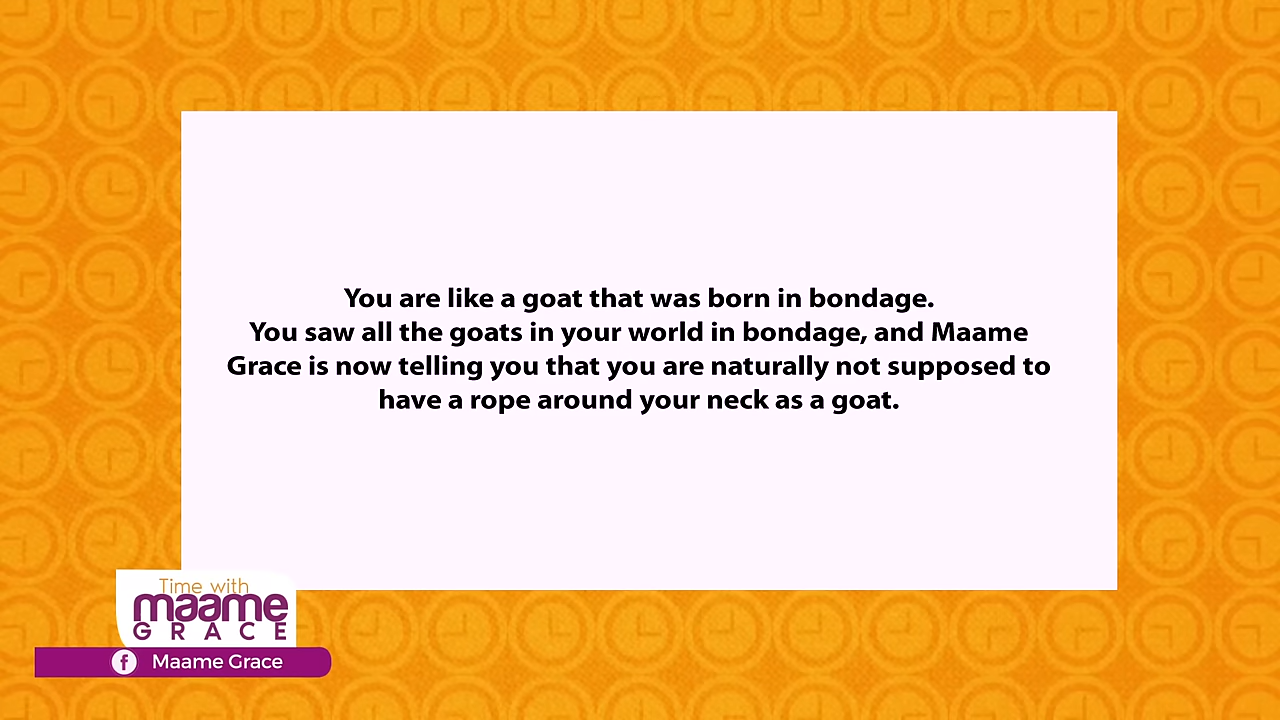 You are like a goat that was born in bondage.
You saw all the goats in your world in bondage, and Maame
Grace is now telling you that you are naturally not supposed to
have a rope around your neck as a goat.
Time with
maame
GRACE
f Maame Grace